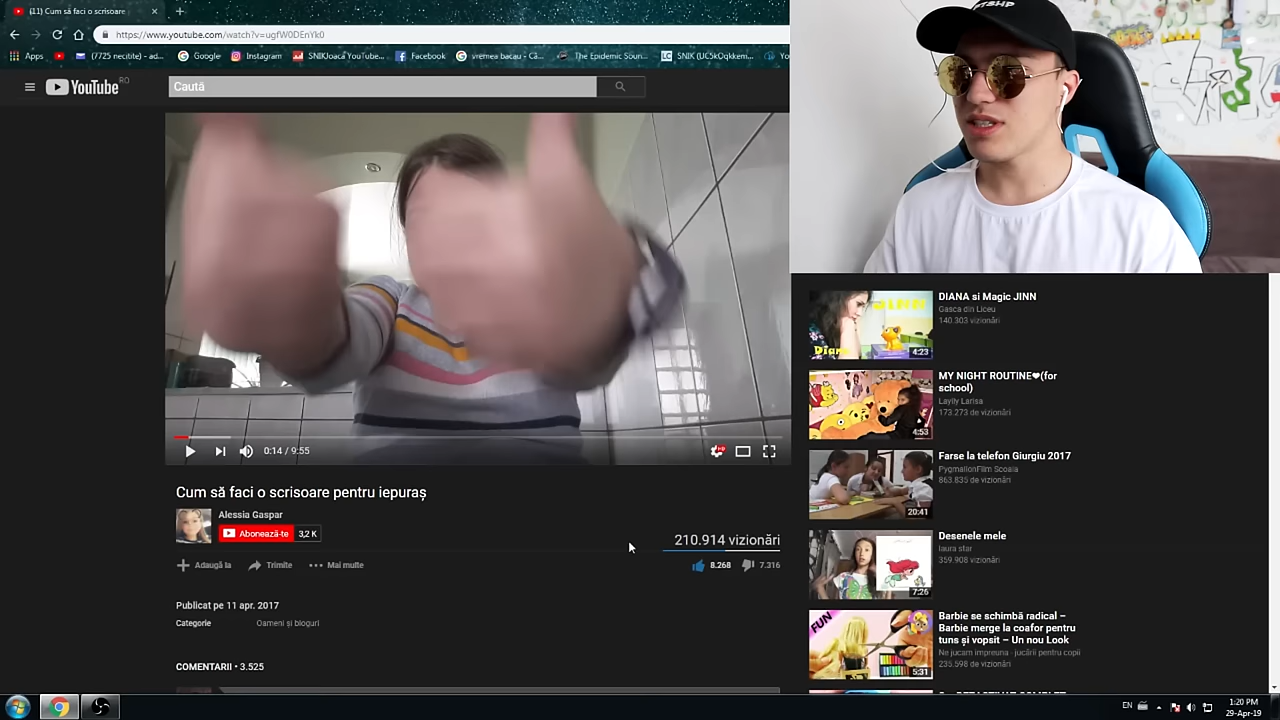 (11) Cum să faci o scrisoare
https://www.youtube.com/watch?v=ugfW0DEnYk0
Apps
(7725 necitite) - ad...
Google
Instagram
SNIKJoacă YouTube...
Facebook
vremea bacau - Că...
The Epidemic Soun...
SNIK (UC5kOqkkem...
YouTube RO
Caută
DIANA si Magic JINN
Gasca din Liceu
140.303 vizionări
4:23
MY NIGHT ROUTINE❤(for
school)
Layily Larisa
173.273 de vizionări
4:53
0:14 / 9:55
Farse la telefon Giurgiu 2017
PygmalionFilm Scoala
863.835 de vizionări
20:41
Cum să faci o scrisoare pentru iepuraș
Alessia Gaspar
Abonează-te
3,2 K
210.914 vizionări
Adaugă la
Trimite
Mai multe
8.268
7.316
Desenele mele
laura star
359.908 de vizionări
7:26
Publicat pe 11 apr. 2017
Categorie
Oameni și bloguri
Barbie se schimbă radical –
Barbie merge la coafor pentru
tuns și vopsit – Un nou Look
Ne jucam impreuna - jucării pentru copii
235.598 de vizionări
FUN
5:31
COMENTARII • 3.525
EN
1:20 PM
29-Apr-19